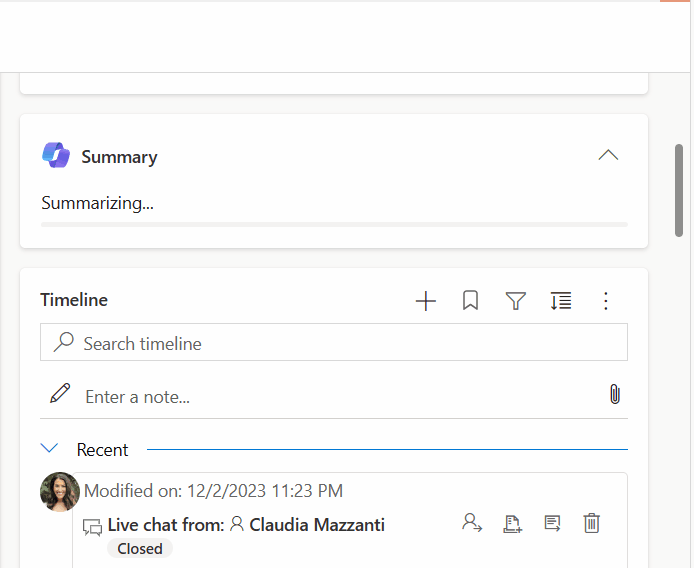 Summary
Summarizing...
Timeline
Search timeline
Enter a note...
Recent
Modified on: 12/2/2023 11:23 PM
Live chat from: Claudia Mazzanti
Closed